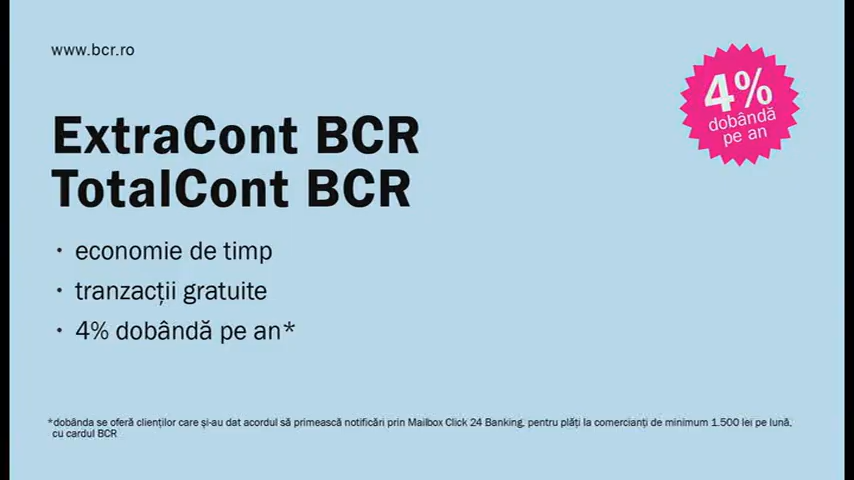 www.bcr.ro
4%
dobândă
pe an
ExtraCont BCR
TotalCont BCR
• economie de timp
• tranzacții gratuite
• 4% dobândă pe an*
*dobânda se oferă clienților care și-au dat acordul să primească notificări prin Mailbox Click 24 Banking, pentru plăți la comercianți de minimum 1.500 lei pe lună,
cu cardul BCR